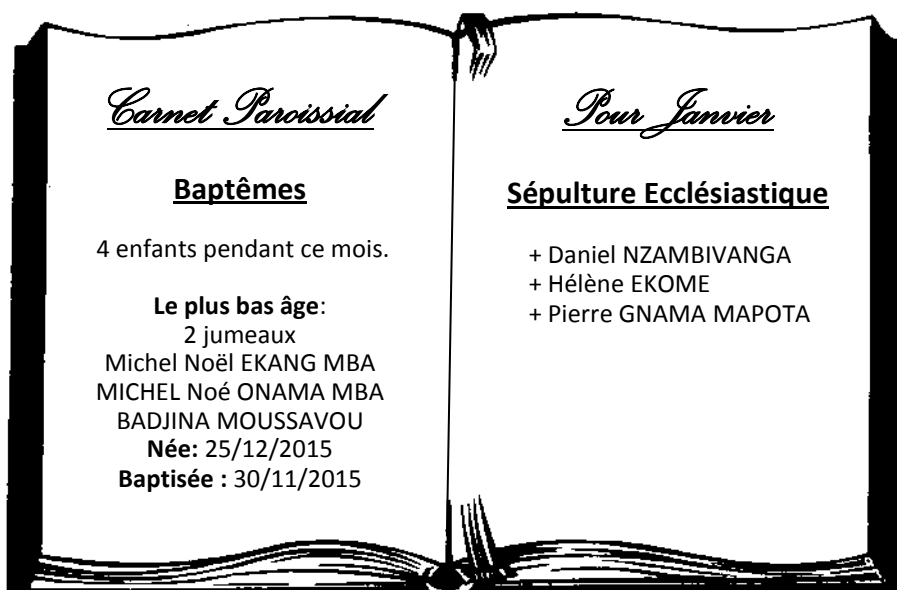 Carnet Paroissial
Baptêmes
4 enfants pendant ce mois.
Le plus bas âge:
2 jumeaux
Michel Noël EKANG MBA
MICHEL Noé ONAMA MBA
BADJINA MOUSSAVOU
Née: 25/12/2015
Baptisée : 30/11/2015
Pour Janvier
Sépulture Ecclésiastique
+ Daniel NZAMBIVANGA
+ Hélène EKOME
+ Pierre GNAMA MAPOTA